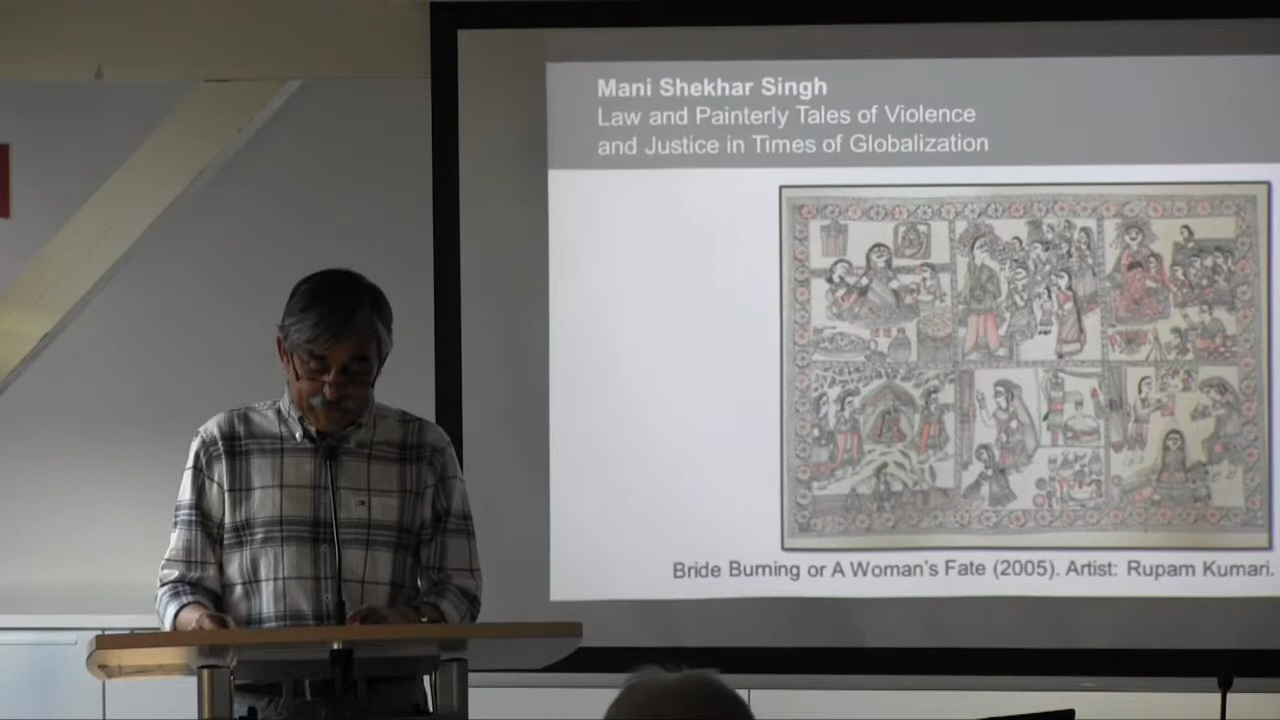 Mani Shekhar Singh
Law and Painterly Tales of Violence
and Justice in Times of Globalization
Bride Burning or A Woman's Fate (2005). Artist: Rupam Kumari.